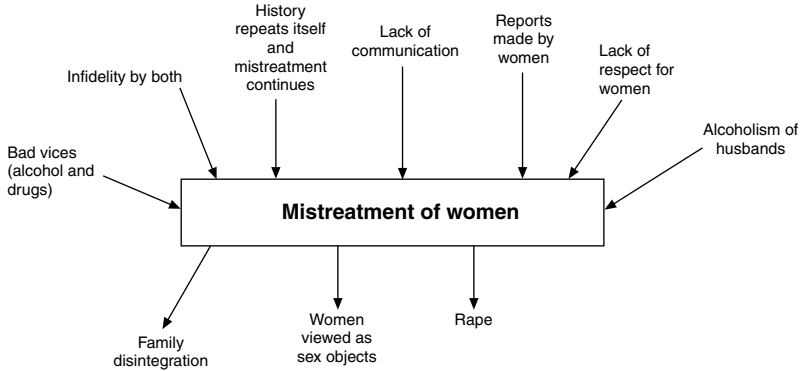 History
repeats itself
and
mistreatment
continues
Lack of
communication
Reports
made by
women
Lack of
respect for
women
Infidelity by both
Alcoholism of
husbands
Bad vices
(alcohol and
drugs)
Mistreatment of women
Family
disintegration
Women
viewed as
sex objects
Rape